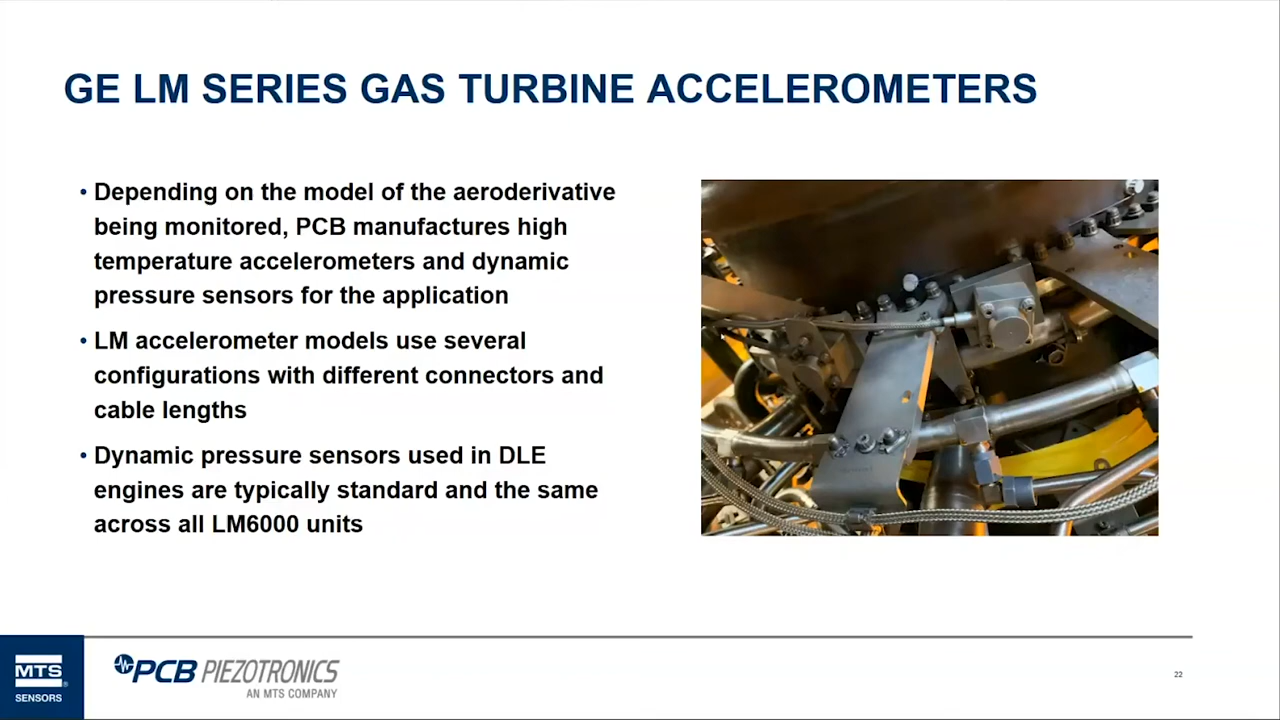 GE LM SERIES GAS TURBINE ACCELEROMETERS
• Depending on the model of the aeroderivative
being monitored, PCB manufactures high
temperature accelerometers and dynamic
pressure sensors for the application
• LM accelerometer models use several
configurations with different connectors and
cable lengths
• Dynamic pressure sensors used in DLE
engines are typically standard and the same
across all LM6000 units
MTS
SENSORS
PCB PIEZOTRONICS
AN MTS COMPANY
22